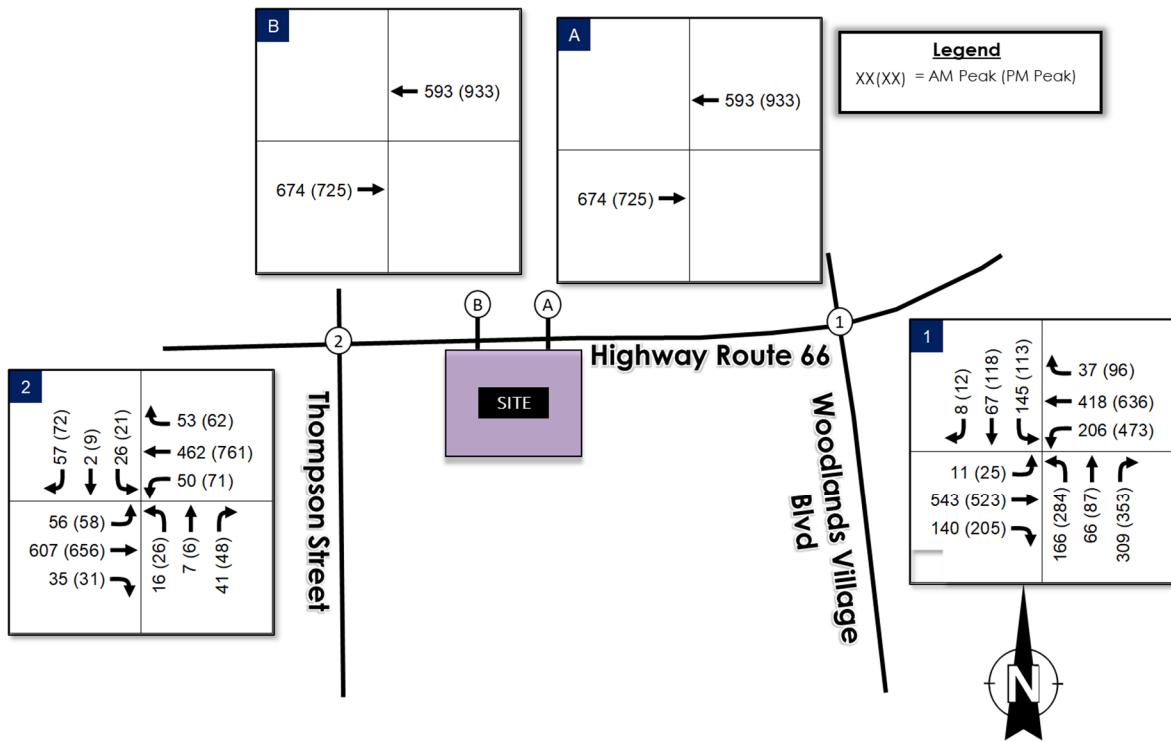 B
593 (933)
674 (725)
A
593 (933)
674 (725)
Legend
XX(XX) = AM Peak (PM Peak)
B
A
2
1
Highway Route 66
SITE
Thompson Street
Woodlands Village
Blvd
2
57 (72)
2 (9)
26 (21)
53 (62)
462 (761)
50 (71)
56 (58)
607 (656)
35 (31)
16 (26)
7 (6)
41 (48)
1
8 (12)
67 (118)
145 (113)
37 (96)
418 (636)
206 (473)
11 (25)
543 (523)
140 (205)
166 (284)
66 (87)
309 (353)
N